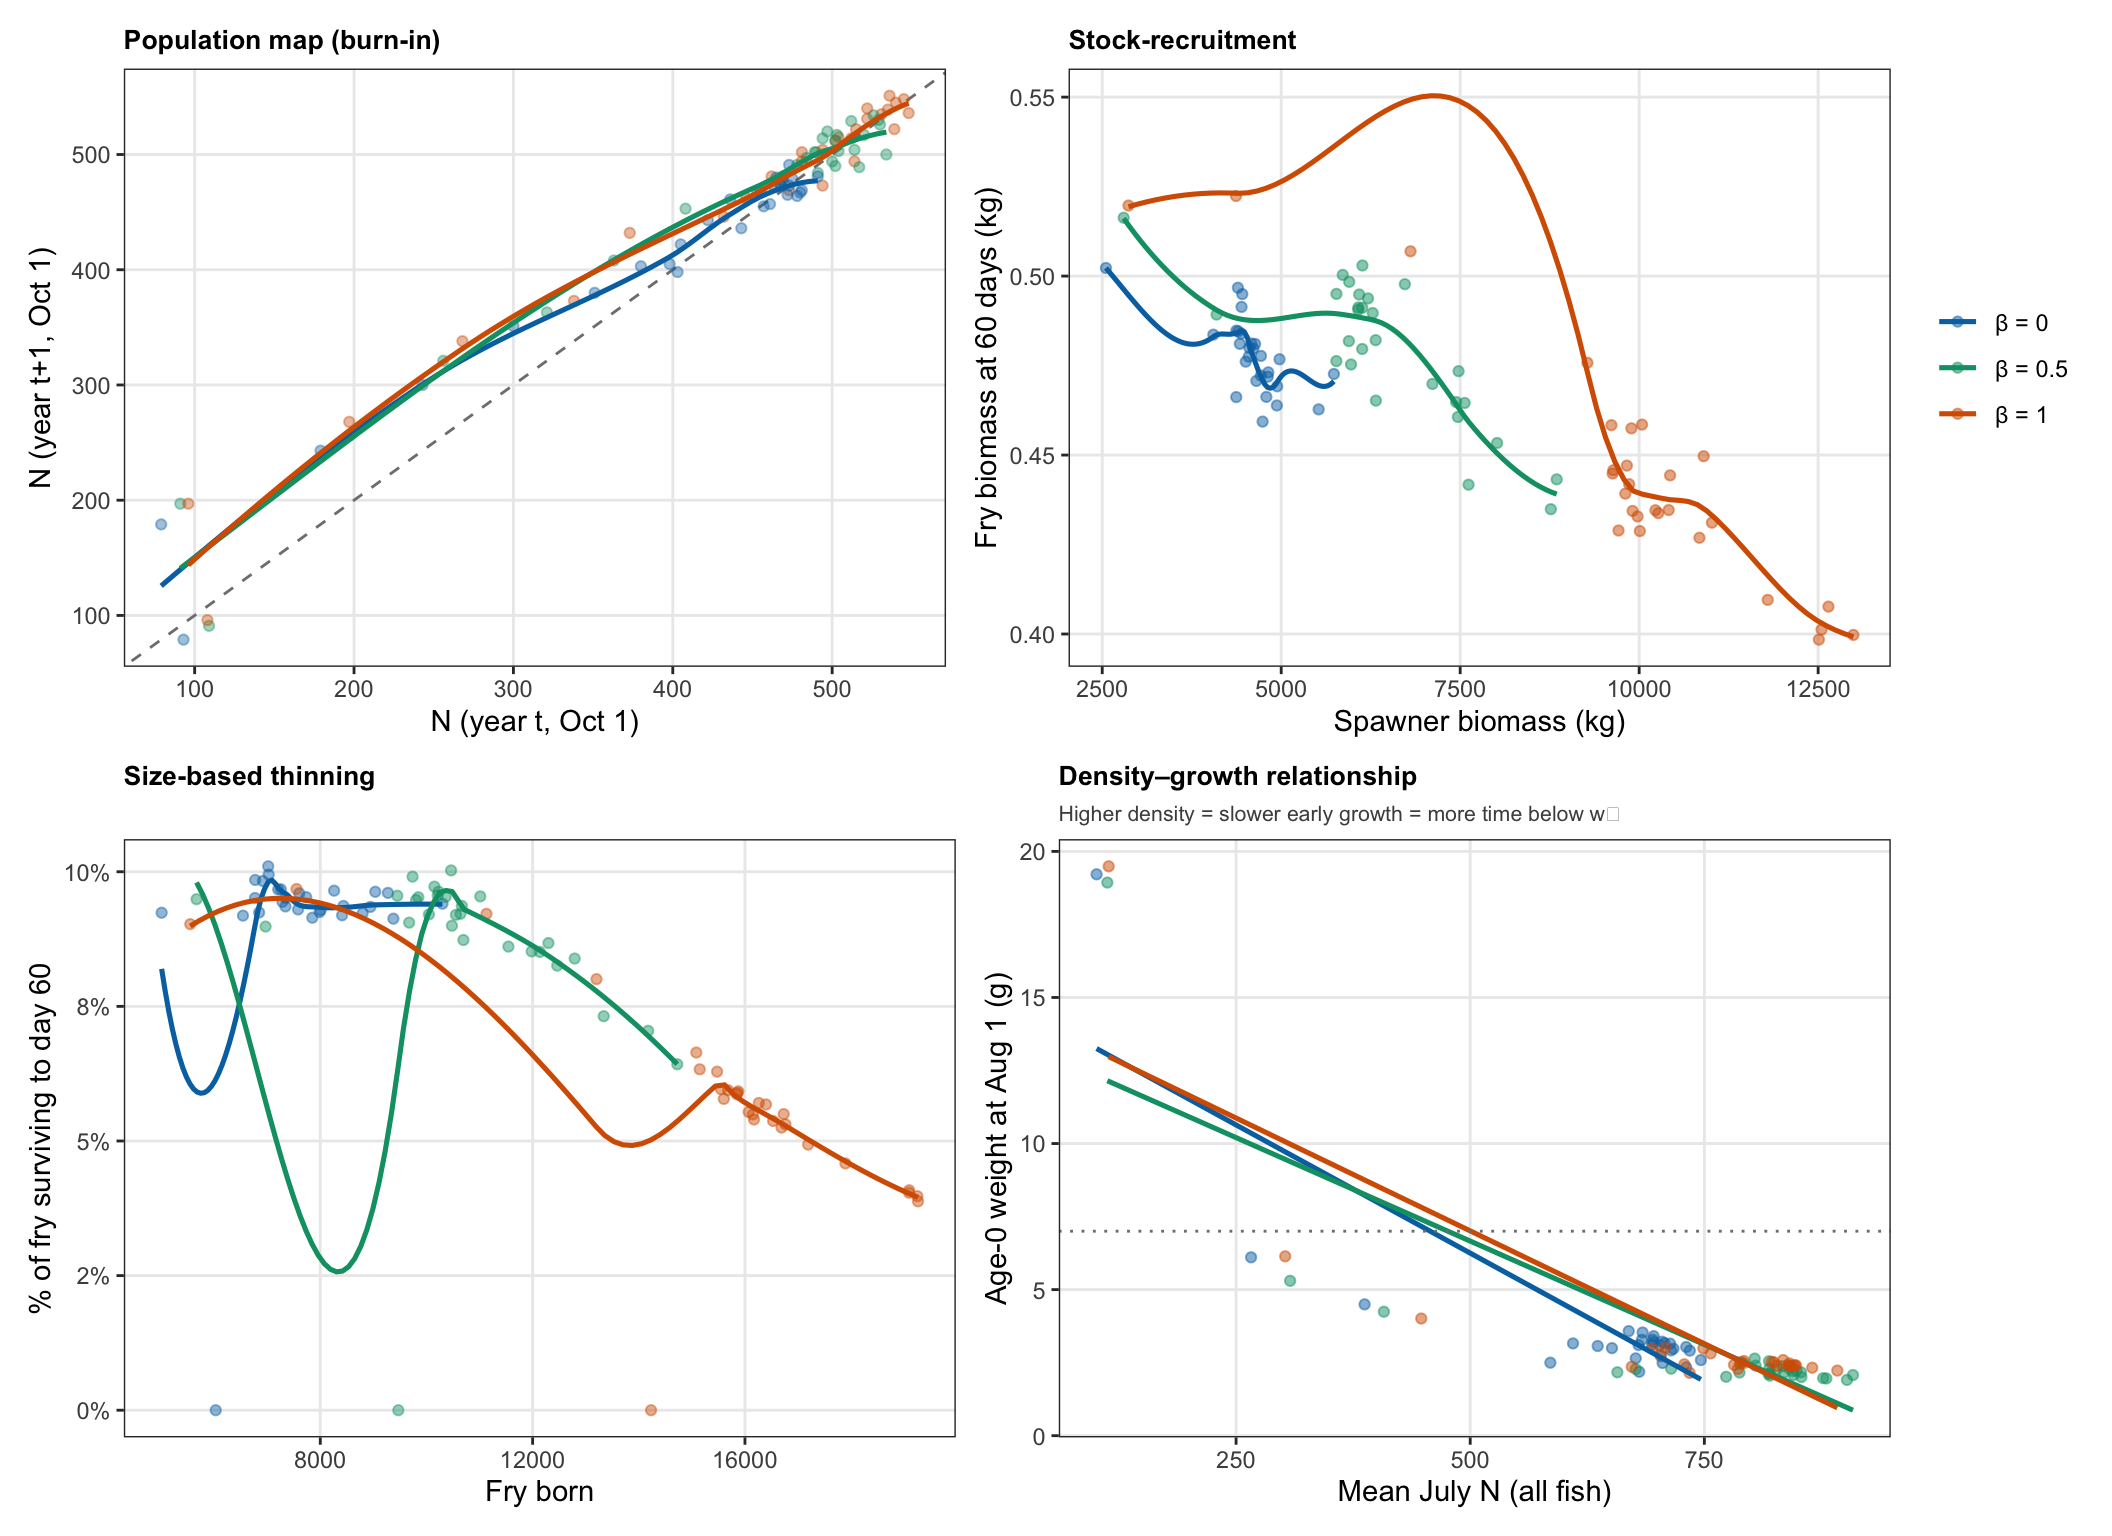 Population map (burn-in)
N (year t+1, Oct 1)
500
400
300
200
100
100 200 300 400 500
N (year t, Oct 1)
Stock-recruitment
Fry biomass at 60 days (kg)
0.55
0.50
0.45
0.40
2500 5000 7500 10000 12500
Spawner biomass (kg)
β = 0
β = 0.5
β = 1
Size-based thinning
% of fry surviving to day 60
10%
8%
5%
2%
0%
8000 12000 16000
Fry born
Density–growth relationship
Higher density = slower early growth = more time below w□
Age-0 weight at Aug 1 (g)
20
15
10
5
0
250 500 750
Mean July N (all fish)